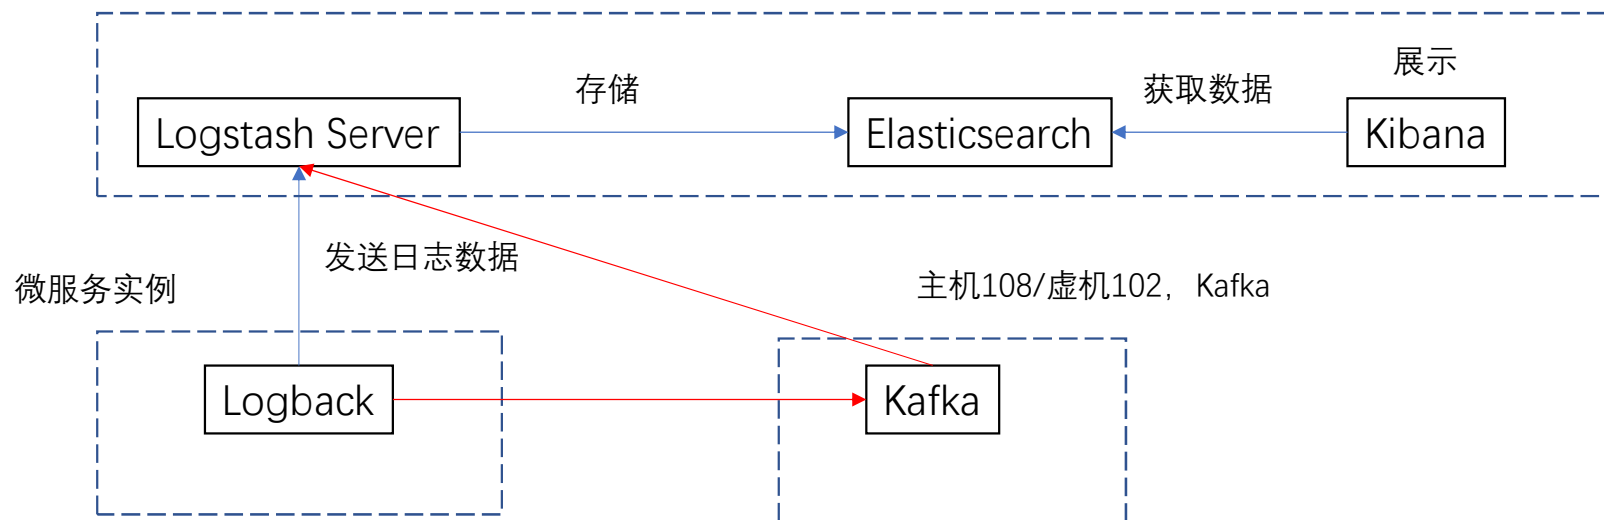 展示
存储
获取数据
Logstash Server
Elasticsearch
Kibana
发送日志数据
微服务实例
主机108/虚机102，Kafka
Logback
Kafka